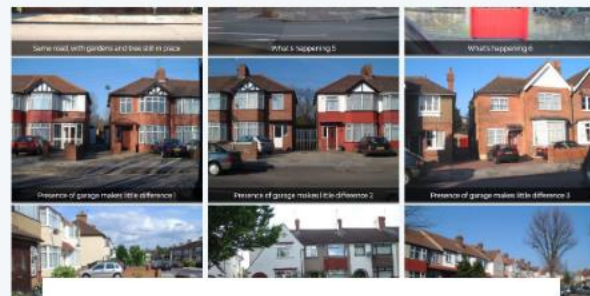 Same road, with gardens and tree still in place
What's happening 5
What's happening 6
Presence of garage makes little difference 1
Presence of garage makes little difference 2
Presence of garage makes little difference 3